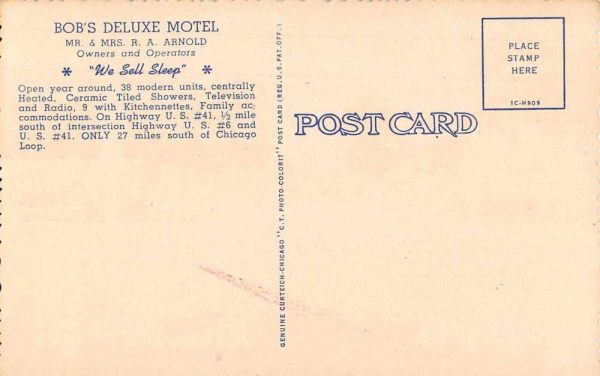 BOB'S DELUXE MOTEL
MR. & MRS. R. A. ARNOLD
Owners and Operators
* "We Sell Sleep" *
Open year around, 38 modern units, centrally
Heated, Ceramic Tiled Showers, Television
and Radio, 9 with Kitchennettes, Family ac-
commodations. On Highway U. S. #41, ½ mile
south of intersection Highway U. S. #6 and
U. S. #41. ONLY 27 miles south of Chicago
Loop.
GENUINE CURTEICH-CHICAGO "C.T. PHOTO-COLORIT" POST CARD (REG. U.S. PAT. OFF.)
POST CARD
PLACE
STAMP
HERE
1C-H909